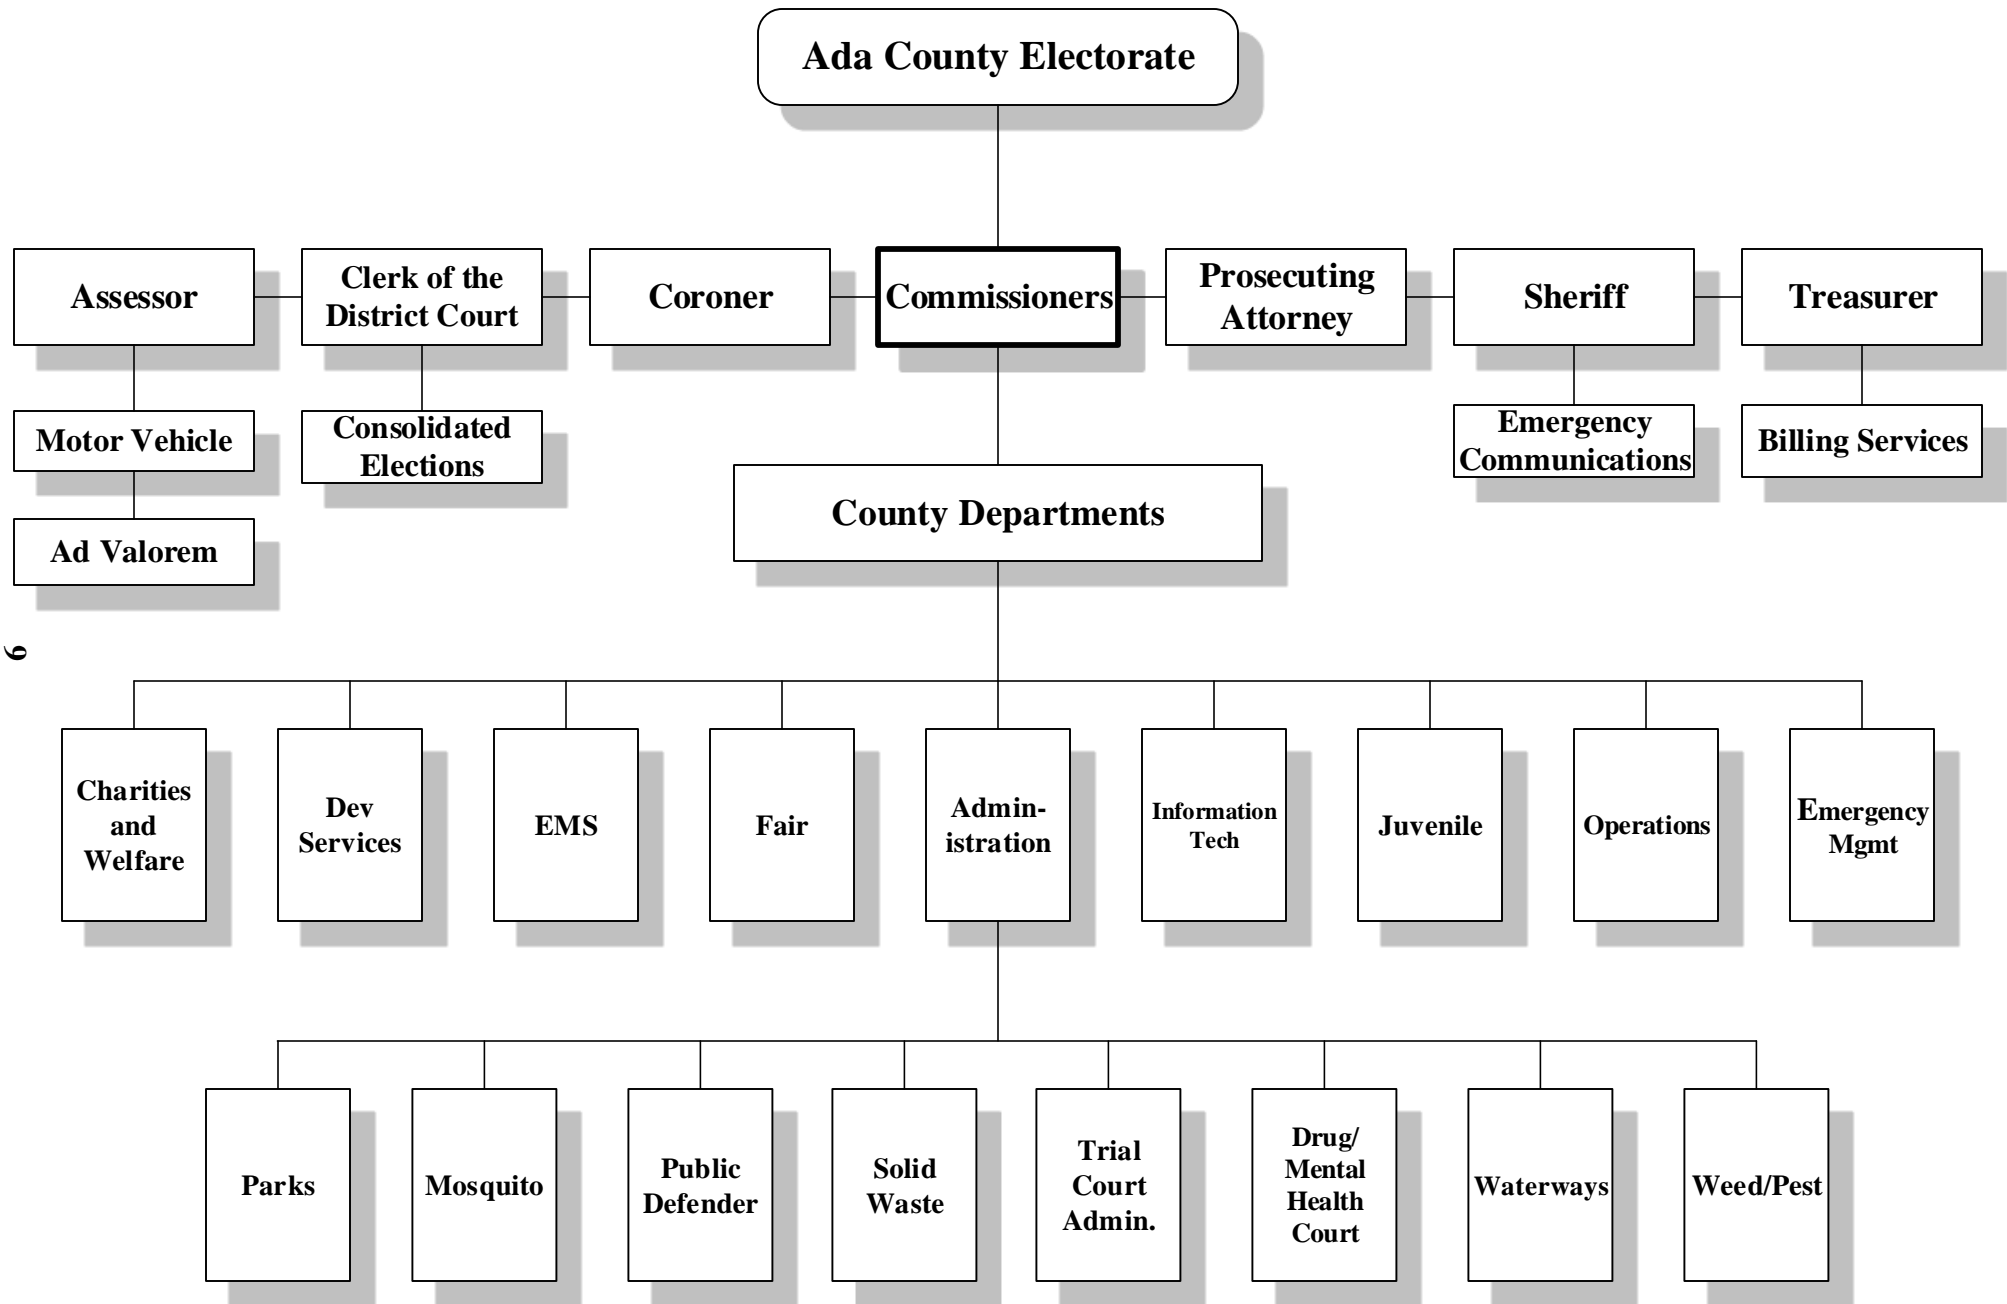 Ada County Electorate
Assessor
Clerk of the
District Court
Coroner
Commissioners
Prosecuting
Attorney
Sheriff
Treasurer
Motor Vehicle
Consolidated
Elections
Emergency
Communications
Billing Services
Ad Valorem
County Departments
9
Charities
and
Welfare
Dev
Services
EMS
Fair
Admin-
istration
Information
Tech
Juvenile
Operations
Emergency
Mgmt
Parks
Mosquito
Public
Defender
Solid
Waste
Trial
Court
Admin.
Drug/
Mental
Health
Court
Waterways
Weed/Pest